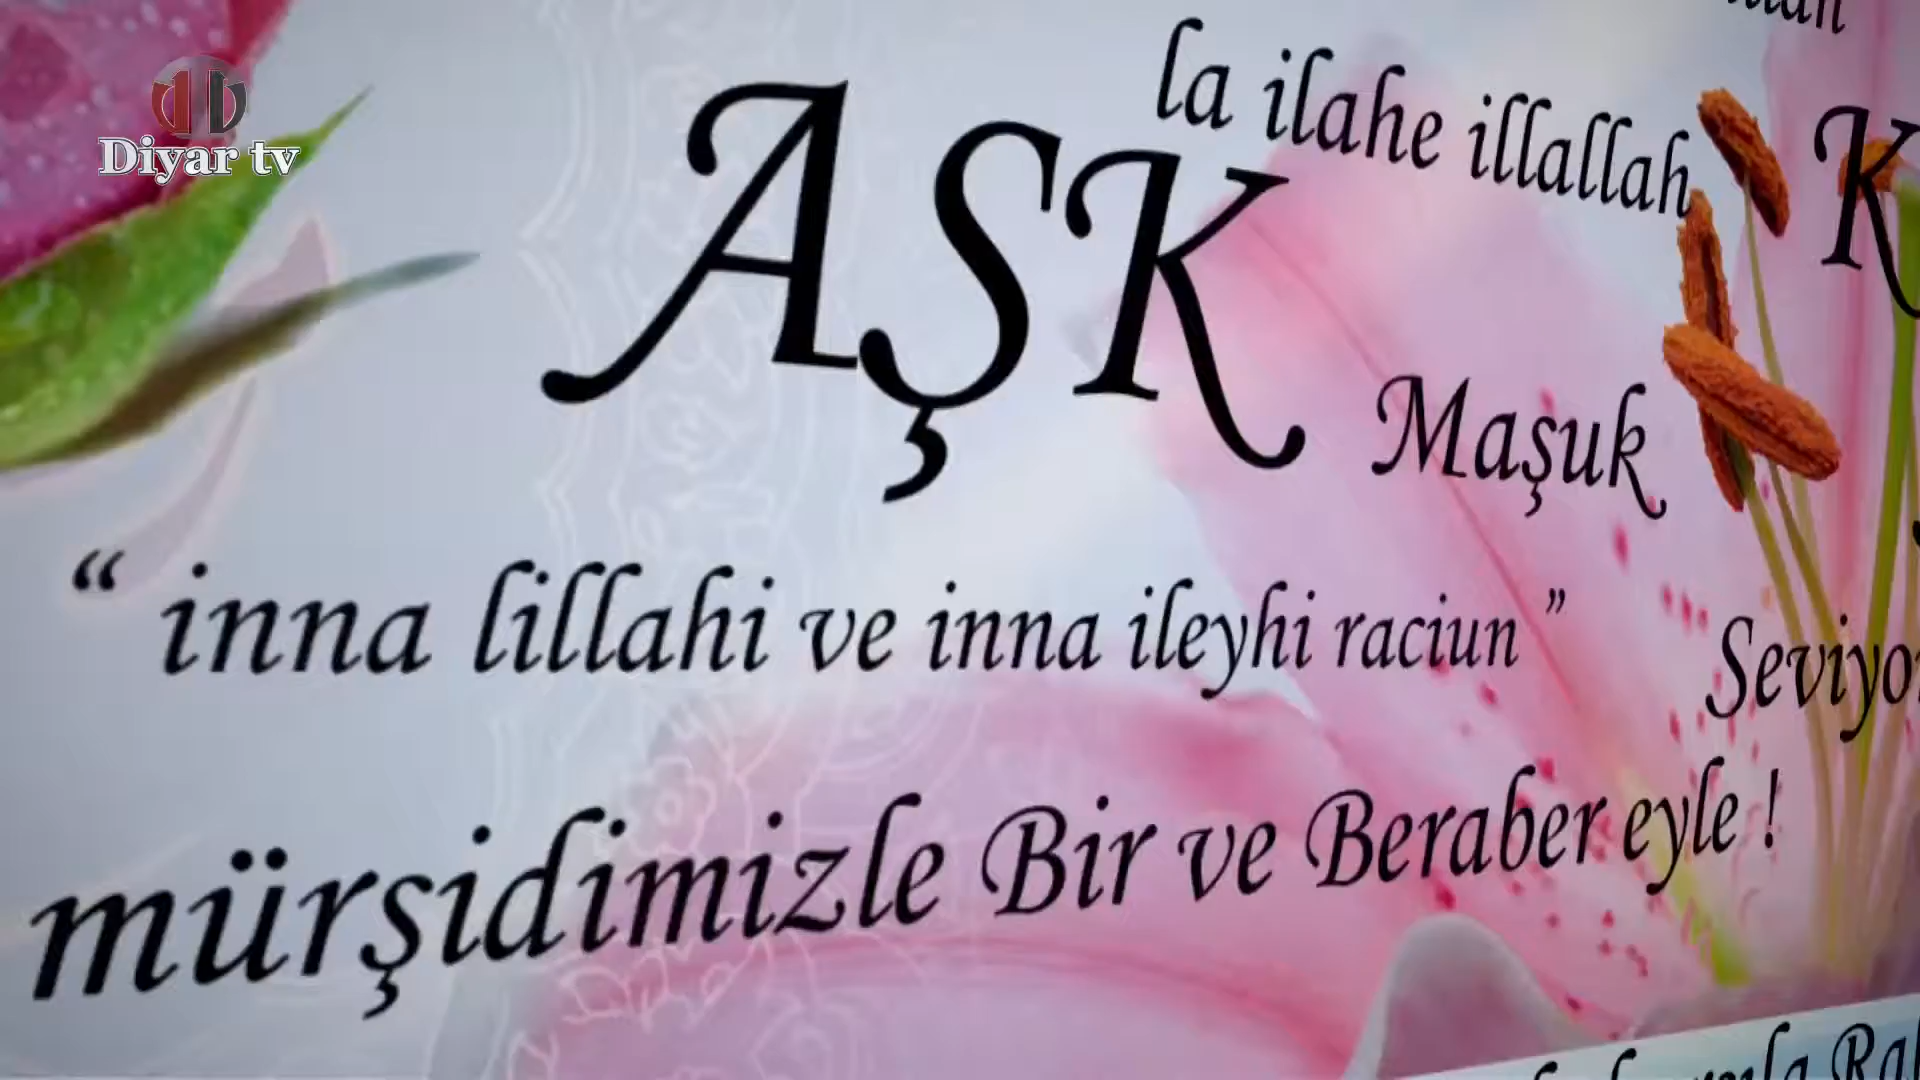 Diyar tv
la ilahe illallah
AŞK
Maşuk
“ inna lillahi ve inna ileyhi raciun ”
mürşidimizle Bir ve Beraber eyle !